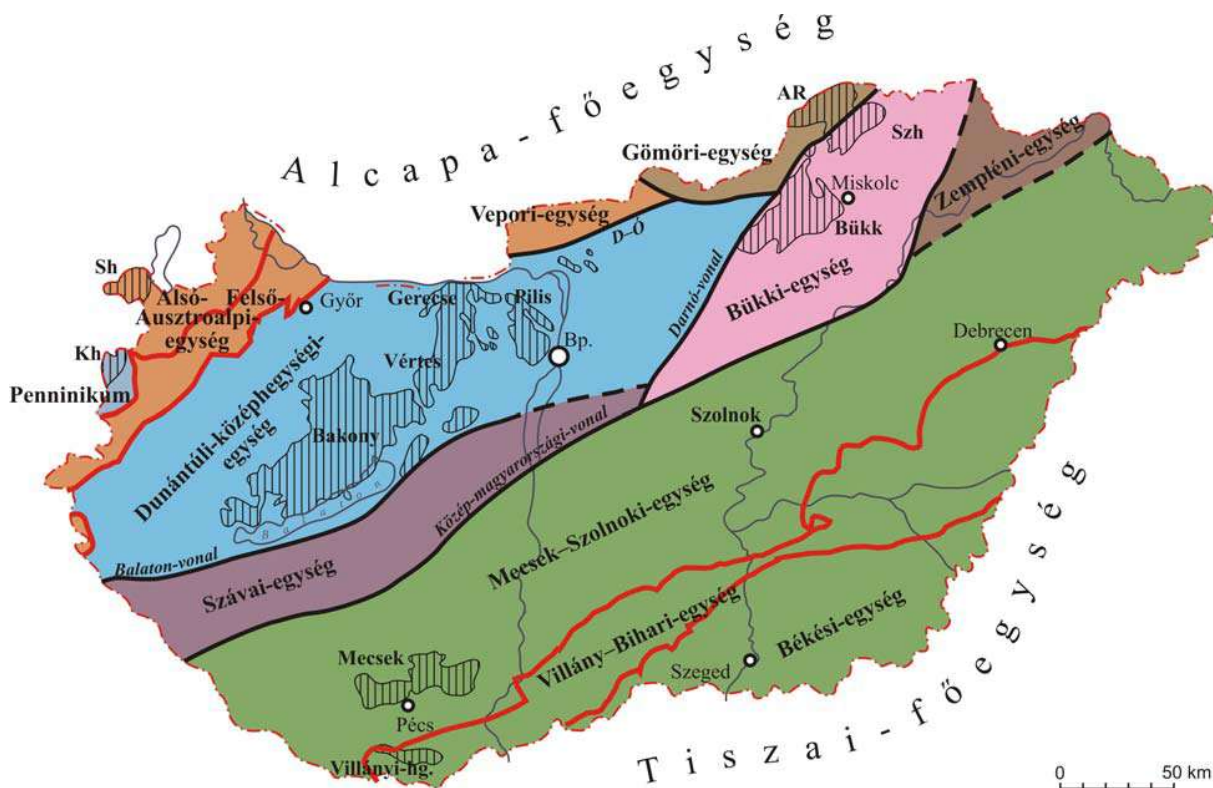 Alcapa-főegység
AR
Szh
Gömöri-egység
Zempléni-egység
Miskolc
Vepori-egység
D–Ó
Bükk
Sh
Alsó-
Felső-
Ausztroalpi-
egység
Győr
Gerecse
Pilis
Darnó-vonal
Bükki-egység
Bp.
Debrecen
Kh
Vértes
Penninikum
Dunántúli-középhegységi-
egység
Bakony
Szolnok
Balaton
Közép-magyarországi-vonal
Balaton-vonal
Szávai-egység
Mecsek–Szolnoki-egység
Villány–Bihari-egység
Békési-egység
Mecsek
Szeged
Pécs
Villányi-hg.
Tiszai-főegység
0 50 km